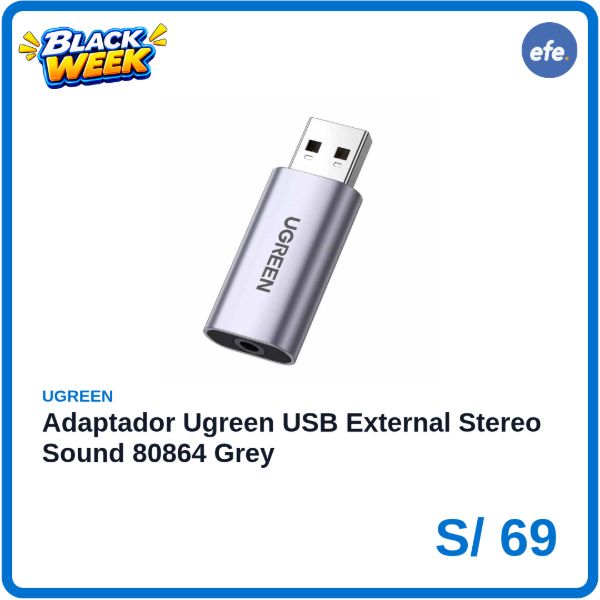 BLACK
WEEK
efe.
UGREEN
UGREEN
Adaptador Ugreen USB External Stereo
Sound 80864 Grey
S/ 69